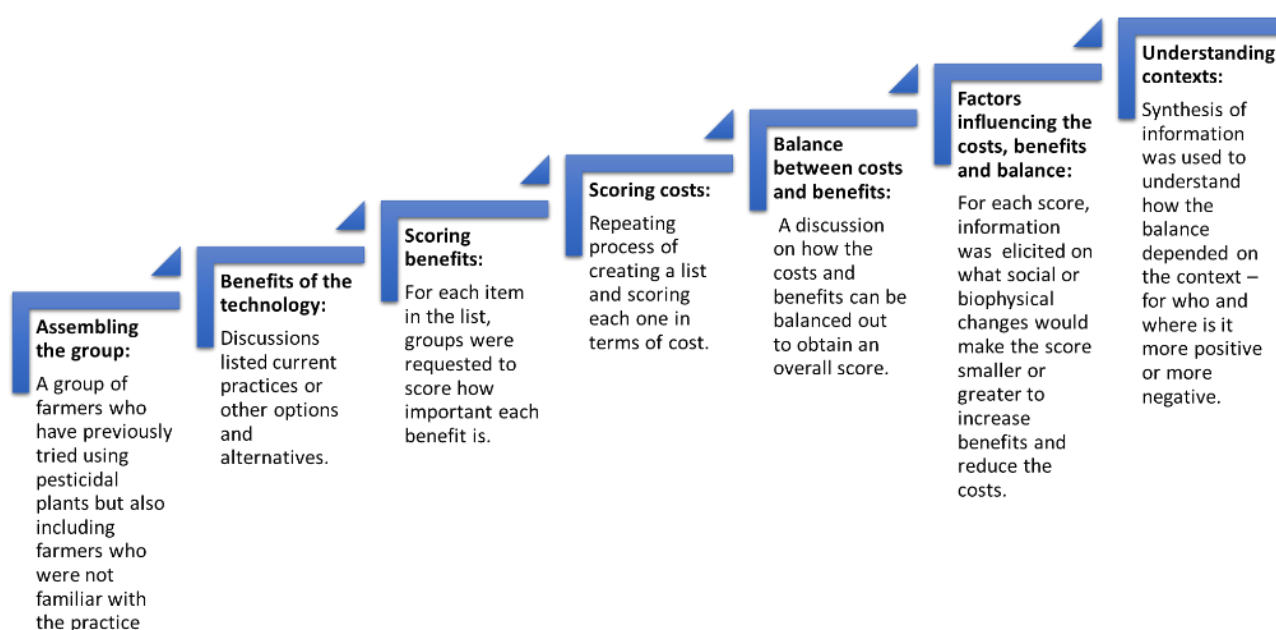 Assembling
the group:
A group of
farmers who
have previously
tried using
pesticidal
plants but also
including
farmers who
were not
familiar with
the practice
Benefits of the
technology:
Discussions
listed current
practices or
other options
and
alternatives.
Scoring
benefits:
For each item
in the list,
groups were
requested to
score how
important each
benefit is.
Scoring costs:
Repeating
process of
creating a list
and scoring
each one in
terms of cost.
Balance
between costs
and benefits:
A discussion
on how the
costs and
benefits can be
balanced out
to obtain an
overall score.
Factors
influencing the
costs, benefits
and balance:
For each score,
information
was elicited on
what social or
biophysical
changes would
make the score
smaller or
greater to
increase
benefits and
reduce the
costs.
Understanding
contexts:
Synthesis of
information
was used to
understand
how the
balance
depended on
the context –
for who and
where is it
more positive
or more
negative.